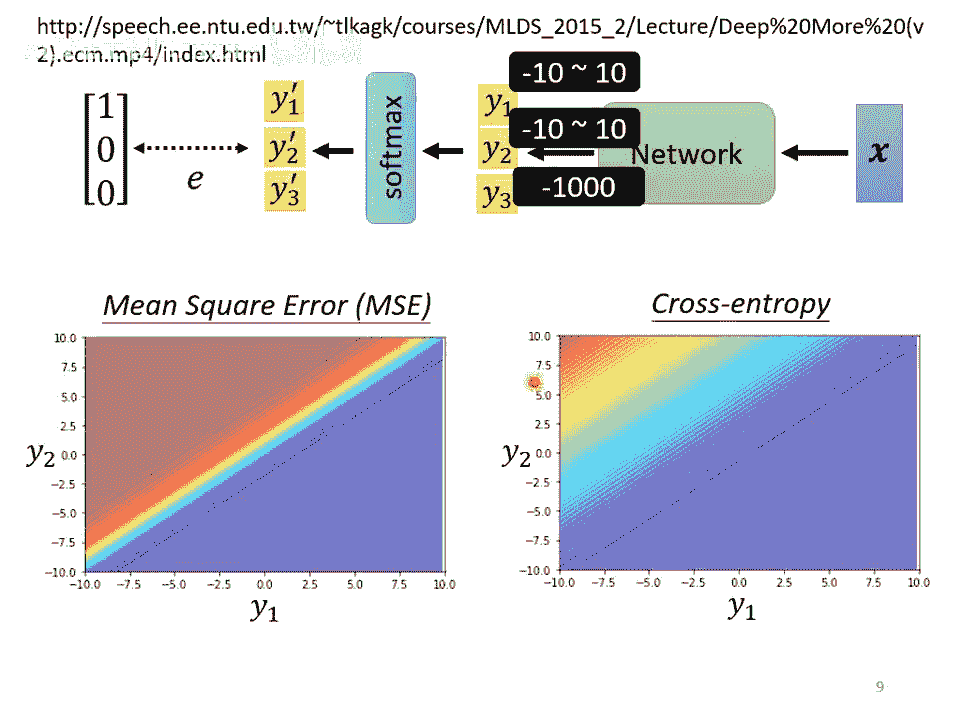 http://speech.ee.ntu.edu.tw/~tlkagk/courses/MLDS_2015_2/Lecture/Deep%20More%20(v
2).ecm.mp4/index.html
1
0
0
e
y′1
y′2
y′3
softmax
y1
y2
y3
-10 ~ 10
-10 ~ 10
-1000
Network
x
Mean Square Error (MSE)
10.0
7.5
5.0
2.5
0.0
−2.5
−5.0
−7.5
−10.0
y2
−10.0 −7.5 −5.0 −2.5 0.0 2.5 5.0 7.5 10.0
y1
Cross-entropy
10.0
7.5
5.0
2.5
0.0
−2.5
−5.0
−7.5
−10.0
y2
−10.0 −7.5 −5.0 −2.5 0.0 2.5 5.0 7.5 10.0
y1
9